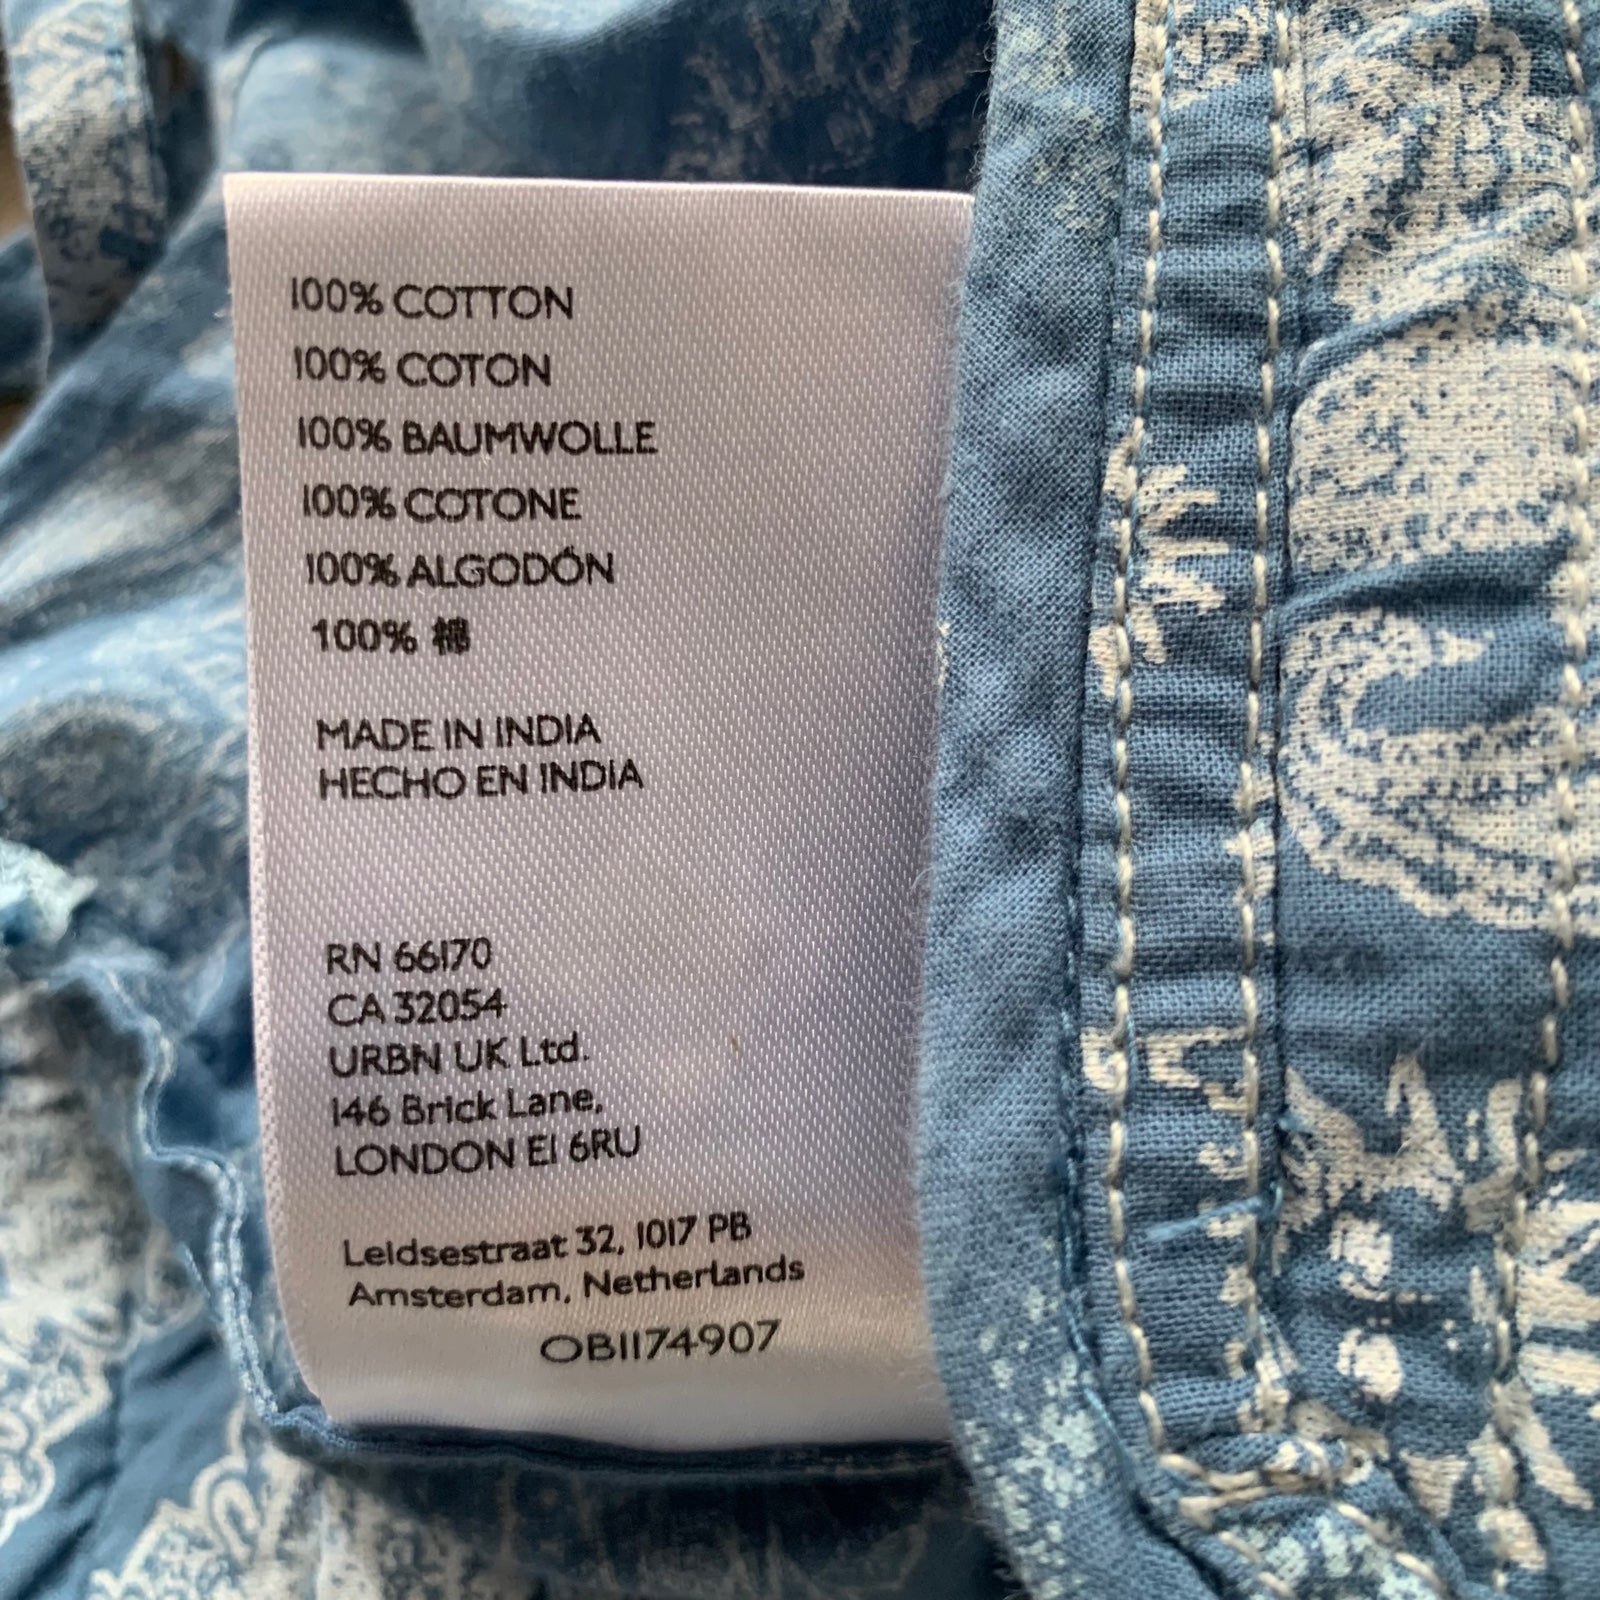 100% COTTON
100% COTON
100% BAUMWOLLE
100% COTONE
100% ALGODÓN
100% 棉
MADE IN INDIA
HECHO EN INDIA
RN 66170
CA 32054
URBN UK Ltd.
146 Brick Lane,
LONDON E1 6RU
Leidsestraat 32, 1017 PB
Amsterdam, Netherlands
OB1174907